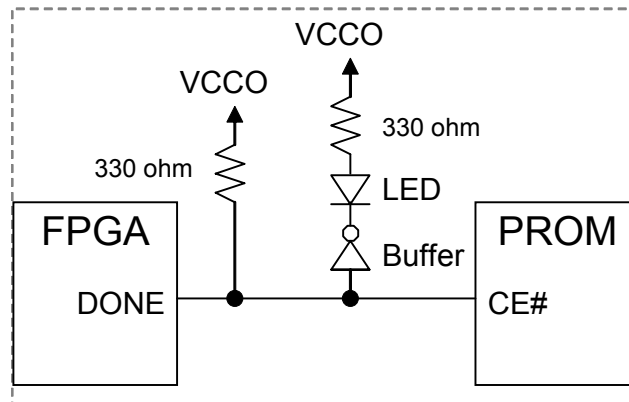 VCCO
VCCO
330 ohm
330 ohm
LED
FPGA
PROM
Buffer
DONE
CE#